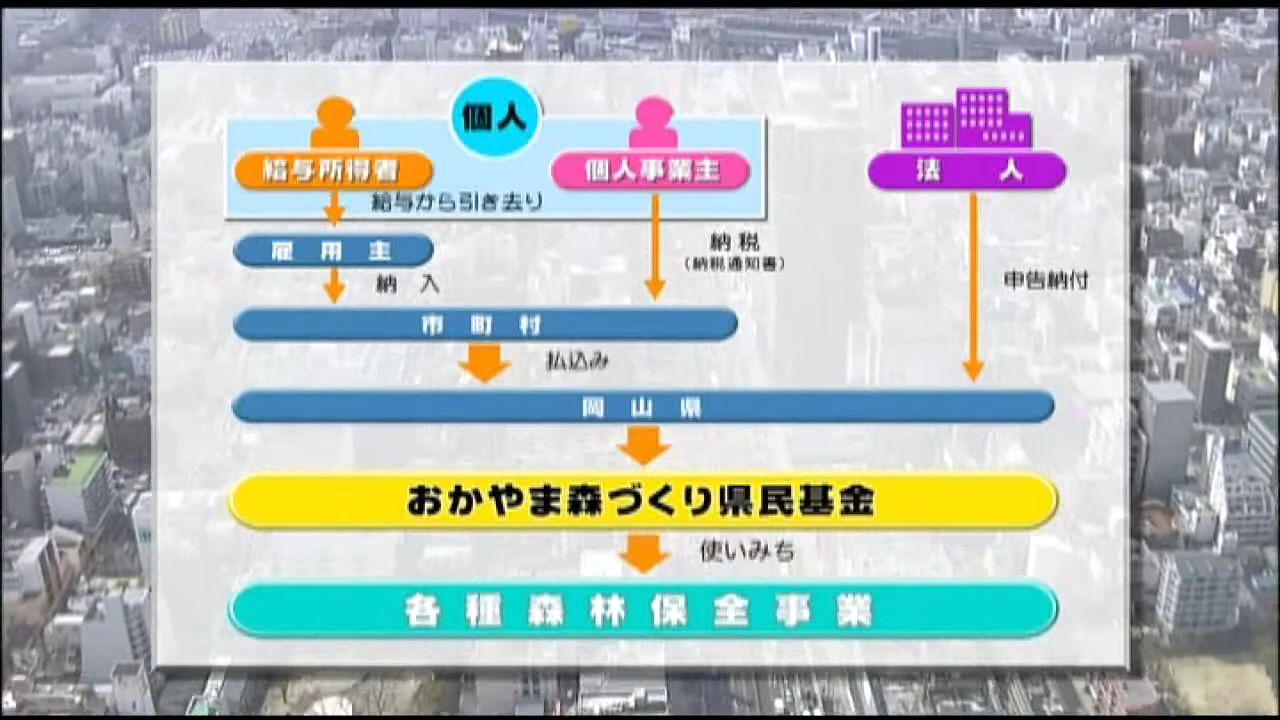 個人
給与所得者
個人事業主
法人
給与から引き去り
雇用主
納税
(納税通知書)
納入
申告納付
市町村
払込み
岡山県
おかやま森づくり県民基金
使いみち
各種森林保全事業